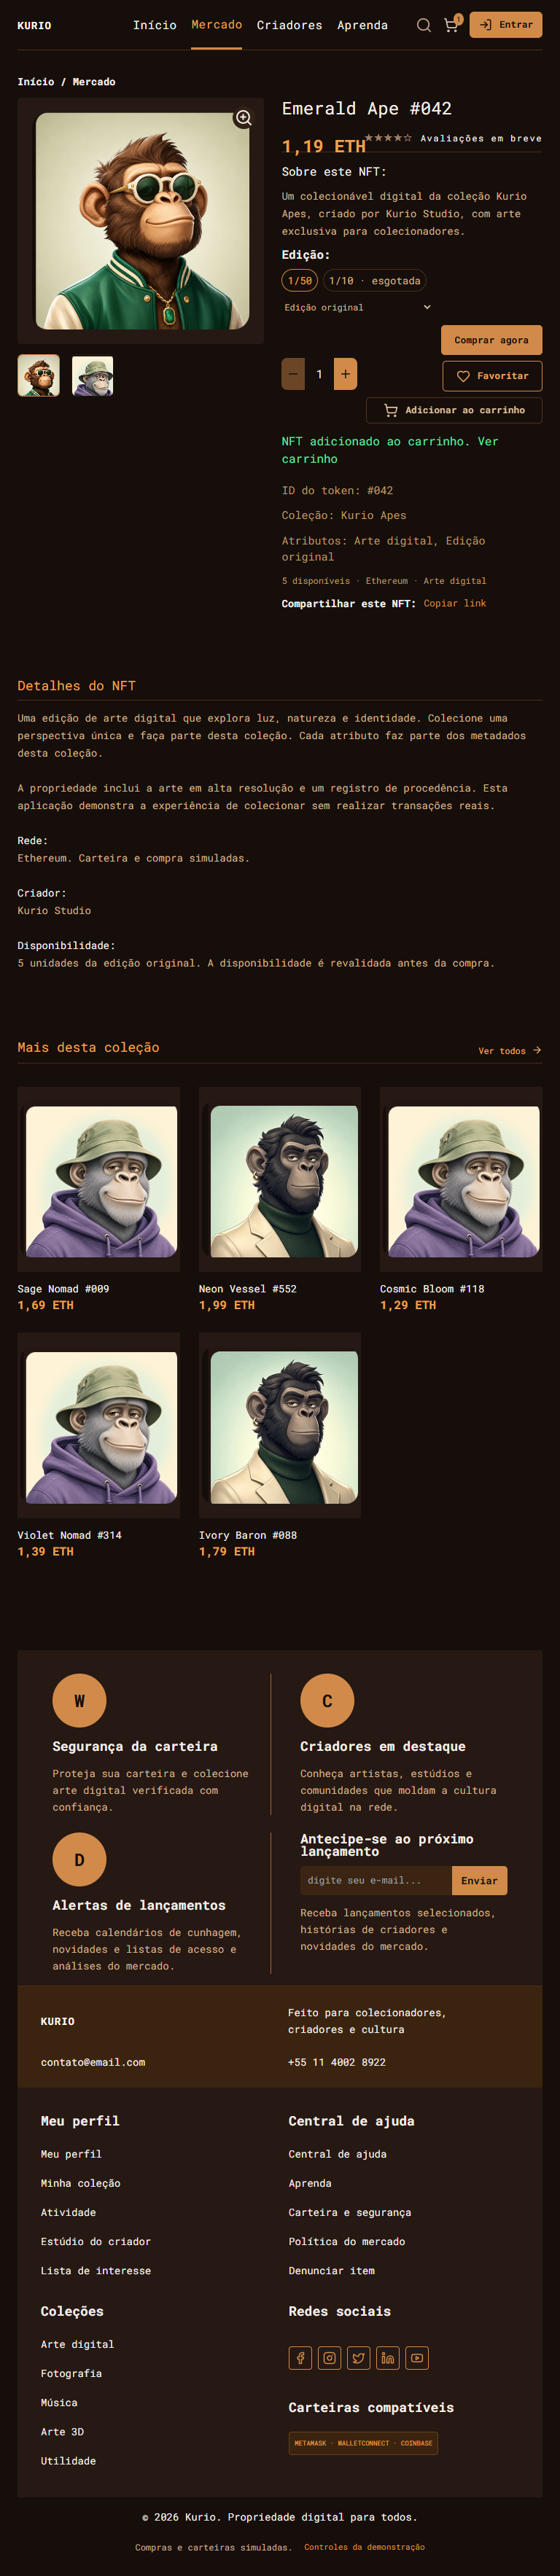 KURIO
Início
Mercado
Criadores
Aprenda
1
Entrar
Início / Mercado
Emerald Ape #042
1,19 ETH
Avaliações em breve
Sobre este NFT:
Um colecionável digital da coleção Kurio
Apes, criado por Kurio Studio, com arte
exclusiva para colecionadores.
Edição:
1/50
1/10 · esgotada
Edição original
Comprar agora
1
Favoritar
Adicionar ao carrinho
NFT adicionado ao carrinho. Ver
carrinho
ID do token: #042
Coleção: Kurio Apes
Atributos: Arte digital, Edição
original
5 disponíveis · Ethereum · Arte digital
Compartilhar este NFT: Copiar link
Detalhes do NFT
Uma edição de arte digital que explora luz, natureza e identidade. Colecione uma
perspectiva única e faça parte desta coleção. Cada atributo faz parte dos metadados
desta coleção.
A propriedade inclui a arte em alta resolução e um registro de procedência. Esta
aplicação demonstra a experiência de colecionar sem realizar transações reais.
Rede:
Ethereum. Carteira e compra simuladas.
Criador:
Kurio Studio
Disponibilidade:
5 unidades da edição original. A disponibilidade é revalidada antes da compra.
Mais desta coleção
Ver todos
Sage Nomad #009
1,69 ETH
Neon Vessel #552
1,99 ETH
Cosmic Bloom #118
1,29 ETH
Violet Nomad #314
1,39 ETH
Ivory Baron #088
1,79 ETH
W
Segurança da carteira
Proteja sua carteira e colecione
arte digital verificada com
confiança.
C
Criadores em destaque
Conheça artistas, estúdios e
comunidades que moldam a cultura
digital na rede.
D
Alertas de lançamentos
Receba calendários de cunhagem,
novidades e listas de acesso e
análises do mercado.
Antecipe-se ao próximo
lançamento
digite seu e-mail...
Enviar
Receba lançamentos selecionados,
histórias de criadores e
novidades do mercado.
KURIO
Feito para colecionadores,
criadores e cultura
contato@email.com
+55 11 4002 8922
Meu perfil
Meu perfil
Minha coleção
Atividade
Estúdio do criador
Lista de interesse
Central de ajuda
Central de ajuda
Aprenda
Carteira e segurança
Política do mercado
Denunciar item
Coleções
Arte digital
Fotografia
Música
Arte 3D
Utilidade
Redes sociais
Carteiras compatíveis
METAMASK · WALLETCONNECT · COINBASE
© 2026 Kurio. Propriedade digital para todos.
Compras e carteiras simuladas.
Controles da demonstração